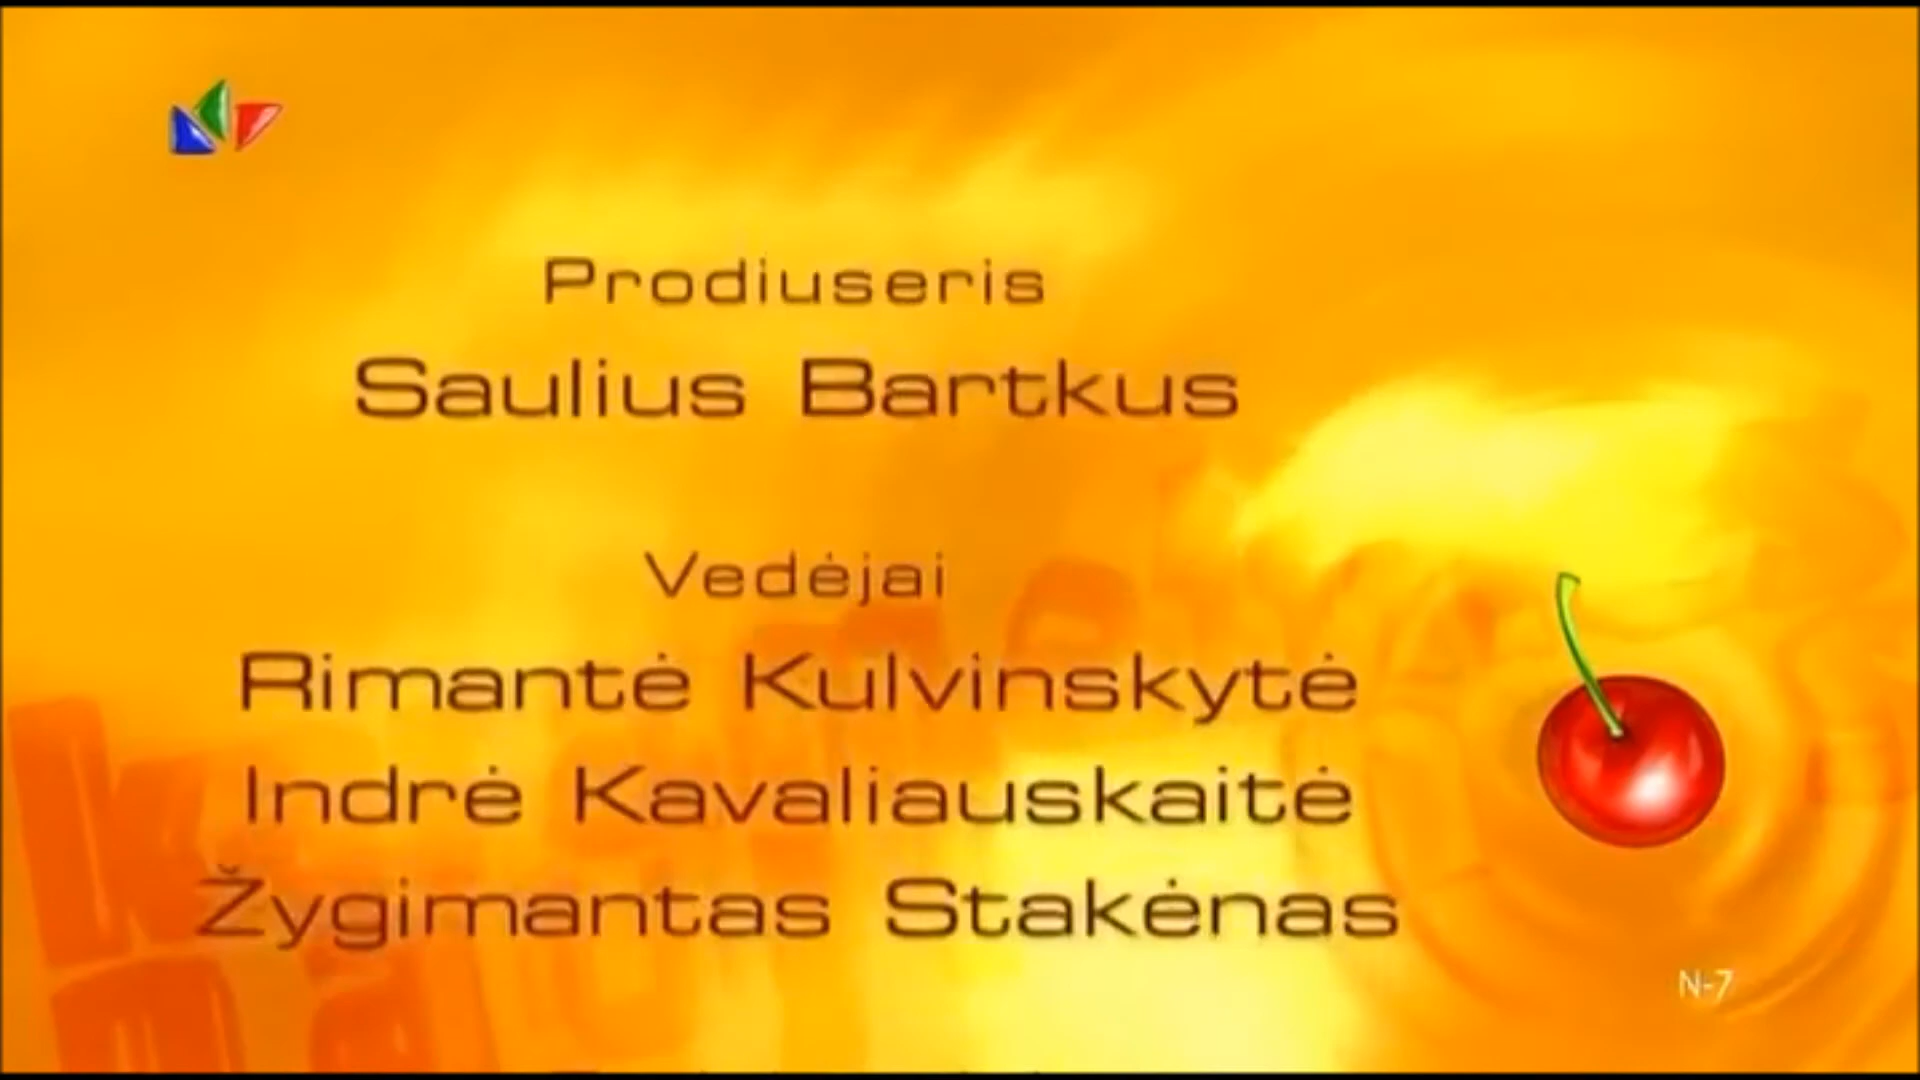 Prodiuseris
Saulius Bartkus
Vedėjai
Rimantė Kulvinskytė
Indrė Kavaliauskaitė
Žygimantas Stakėnas
N-7